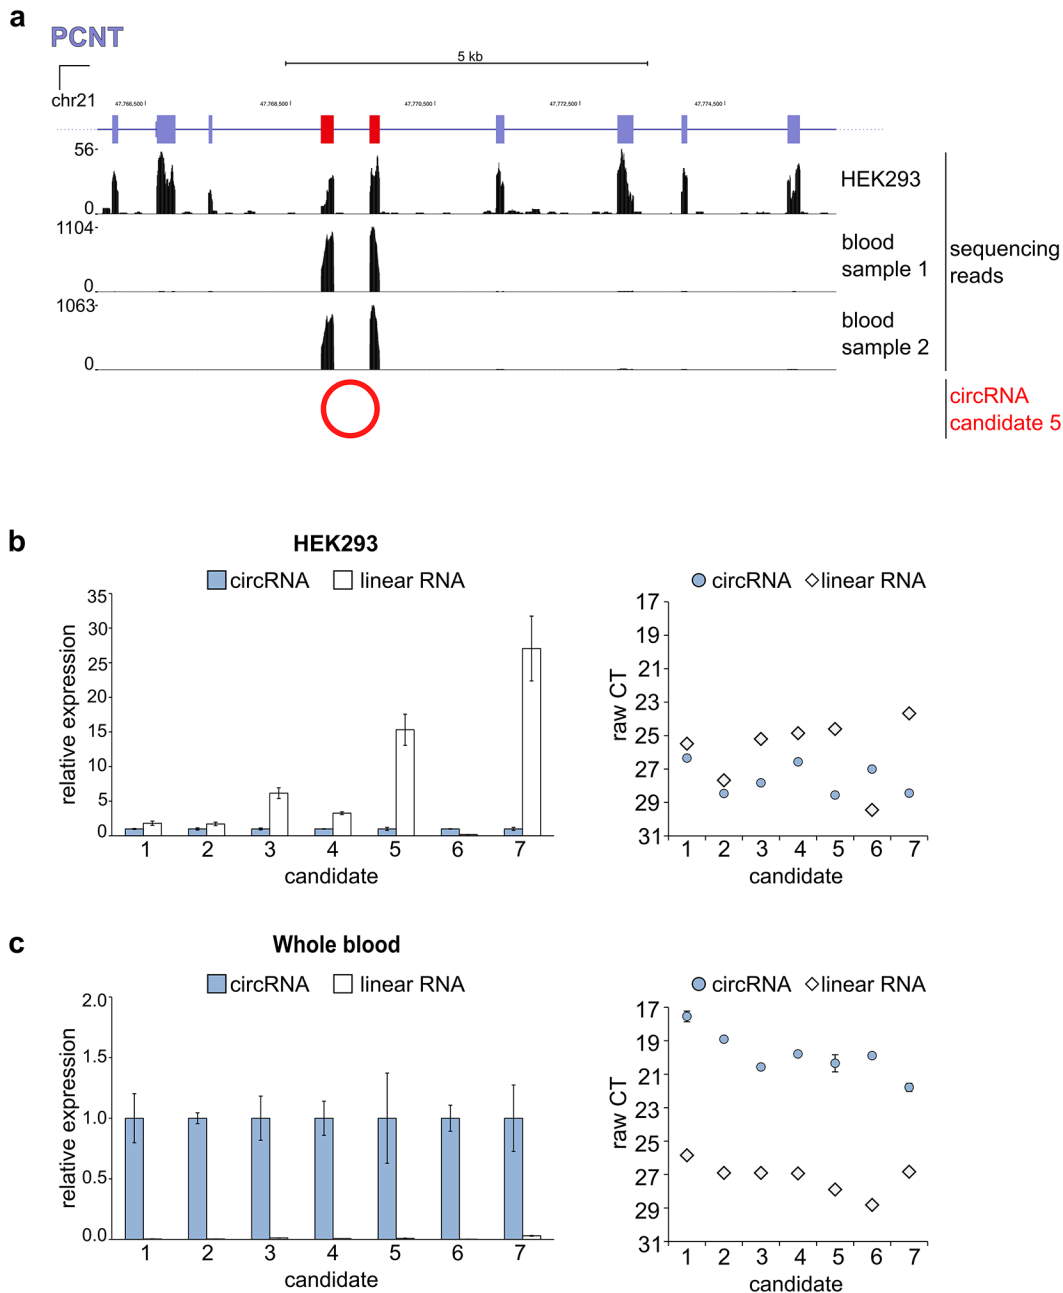 a
PCNT
5 kb
chr21
47,766,500 47,768,500 47,770,500 47,772,500 47,774,500
56
0
HEK293
1104
0
blood
sample 1
1063
0
blood
sample 2
sequencing
reads
circRNA
candidate 5
b
HEK293
circRNA linear RNA
relative expression
35
30
25
20
15
10
5
0
1 2 3 4 5 6 7
candidate
circRNA linear RNA
raw CT
17
19
21
23
25
27
29
31
1 2 3 4 5 6 7
candidate
c
Whole blood
circRNA linear RNA
relative expression
2.0
1.5
1.0
0.5
0.0
1 2 3 4 5 6 7
candidate
circRNA linear RNA
raw CT
17
19
21
23
25
27
29
31
1 2 3 4 5 6 7
candidate